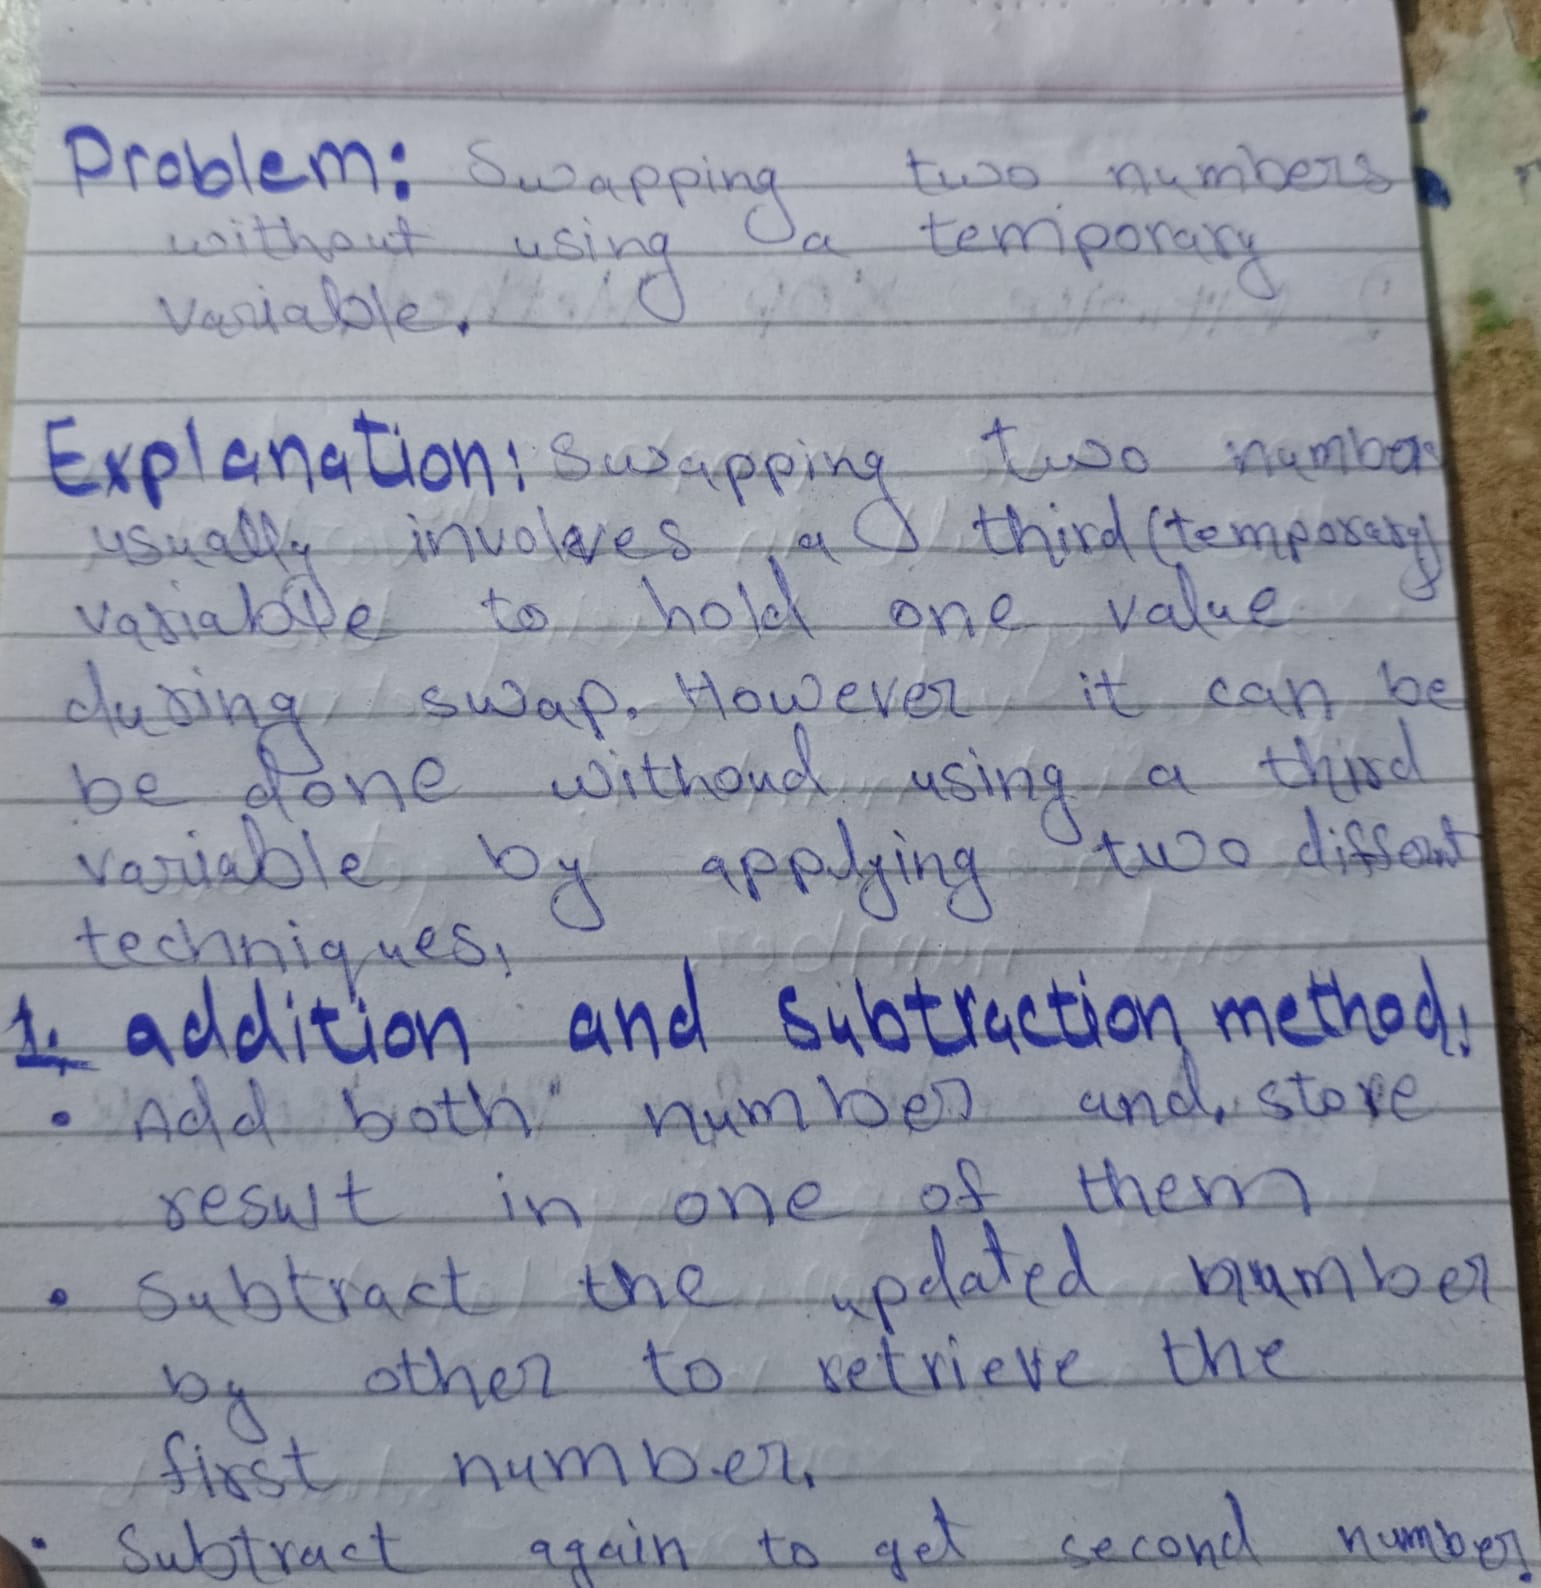 Problem: Swapping two numbers
without using a temporary
variable.
Explanation: Swapping two number
usually involves a third (temporary)
variable to hold one value
during swap. However it can be
be done withoud using a third
variable by applying two diffeant
techniques,
1. addition and subtraction method:
• Add both number and store
result in one of them
• Subtract the updated number
by other to retrieve the
first number.
• Subtract again to get second number.